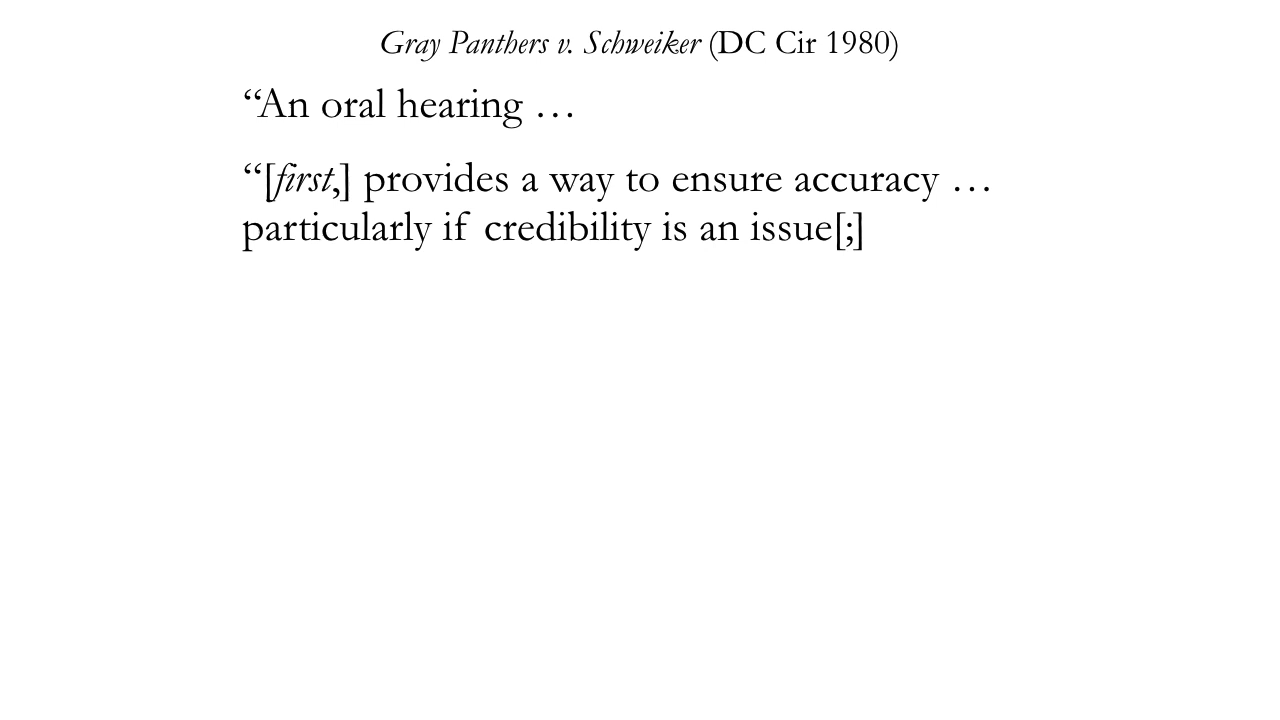 Gray Panthers v. Schweiker (DC Cir 1980)
“An oral hearing …
“[first,] provides a way to ensure accuracy …
particularly if credibility is an issue[;]